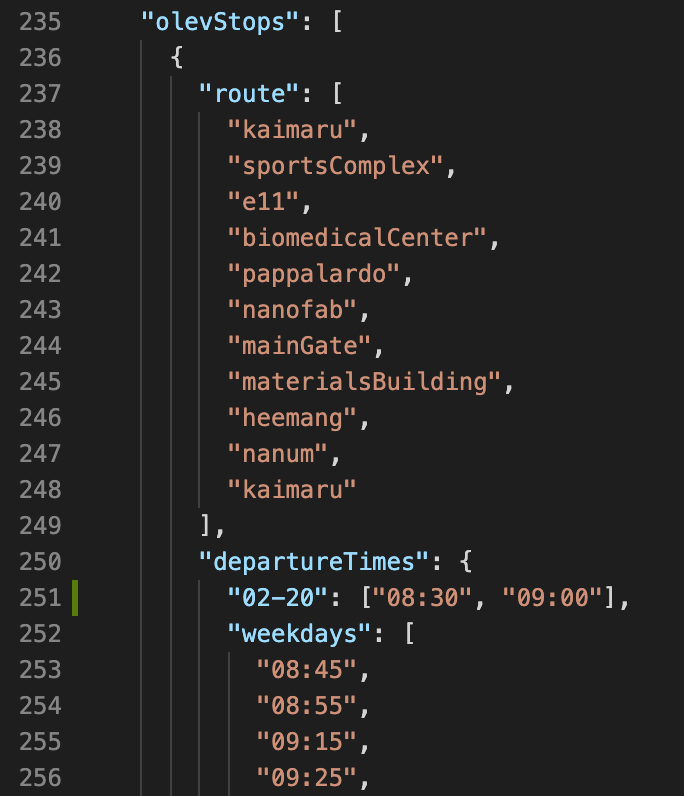 235 "olevStops": [
236 {
237 "route": [
238 "kaimaru",
239 "sportsComplex",
240 "e11",
241 "biomedicalCenter",
242 "pappalardo",
243 "nanofab",
244 "mainGate",
245 "materialsBuilding",
246 "heemang",
247 "nanum",
248 "kaimaru"
249 ],
250 "departureTimes": {
251 "02-20": ["08:30", "09:00"],
252 "weekdays": [
253 "08:45",
254 "08:55",
255 "09:15",
256 "09:25",